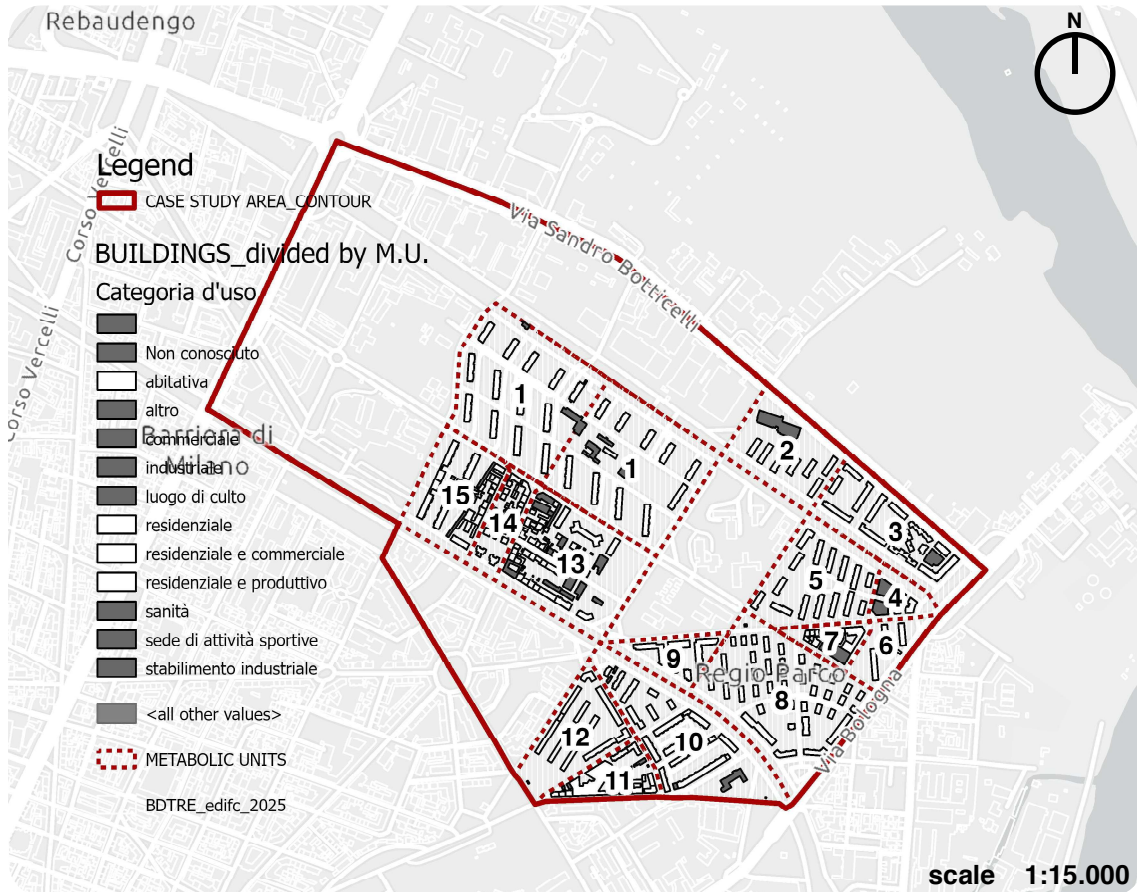 Rebaudengo
N
Corso Vercelli
Legend
CASE STUDY AREA_CONTOUR
Via Sandro Botticelli
BUILDINGS_divided by M.U.
Categoria d'uso
Non conosciuto
abitativa
altro
commerciale
industriale
luogo di culto
residenziale
residenziale e commerciale
residenziale e produttivo
sanità
sede di attività sportive
stabilimento industriale
<all other values>
METABOLIC UNITS
BDTRE_edifc_2025
Corso Vercelli
Barriera di
Milano
1
1
2
3
15
14
13
5
4
7
6
9
Regio Parco
8
12
10
11
Via Bologna
scale 1:15.000